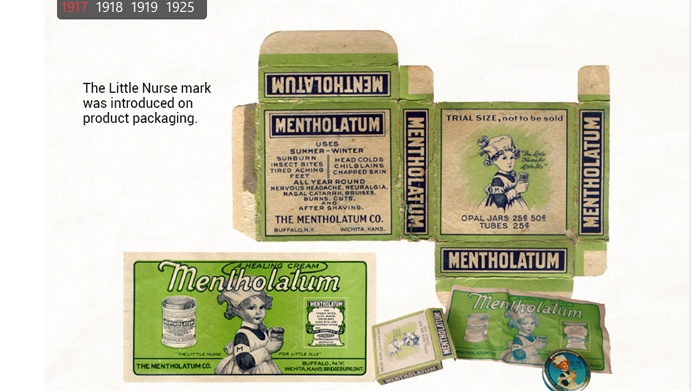 1917 1918 1919 1925
The Little Nurse mark
was introduced on
product packaging.
MENTHOLATUM
MENTHOLATUM
USES
SUMMER-WINTER
SUNBURN
INSECT BITES
TIRED ACHING
FEET
HEAD COLDS
CHILBLAINS
CHAPPED SKIN
ALL YEAR ROUND
NERVOUS HEADACHE, NEURALGIA,
NASAL CATARRH, BRUISES,
BURNS, CUTS,
AND
AFTER SHAVING.
THE MENTHOLATUM CO.
BUFFALO, N.Y. WICHITA, KANS.
MENTHOLATUM
TRIAL SIZE, not to be sold
"The Little
Nurse for
Little Ills"
OPAL JARS 25¢ 50¢
TUBES 25¢
MENTHOLATUM
MENTHOLATUM
A HEALING CREAM
Mentholatum
MENTHOLATUM
MENTHOLATUM
"THE LITTLE NURSE FOR LITTLE ILLS"
THE MENTHOLATUM CO.
BUFFALO, N.Y.
WICHITA, KANS. BRIDGEBURG, ONT.
Mentholatum
MENTHOLATUM
MENTHOLATUM